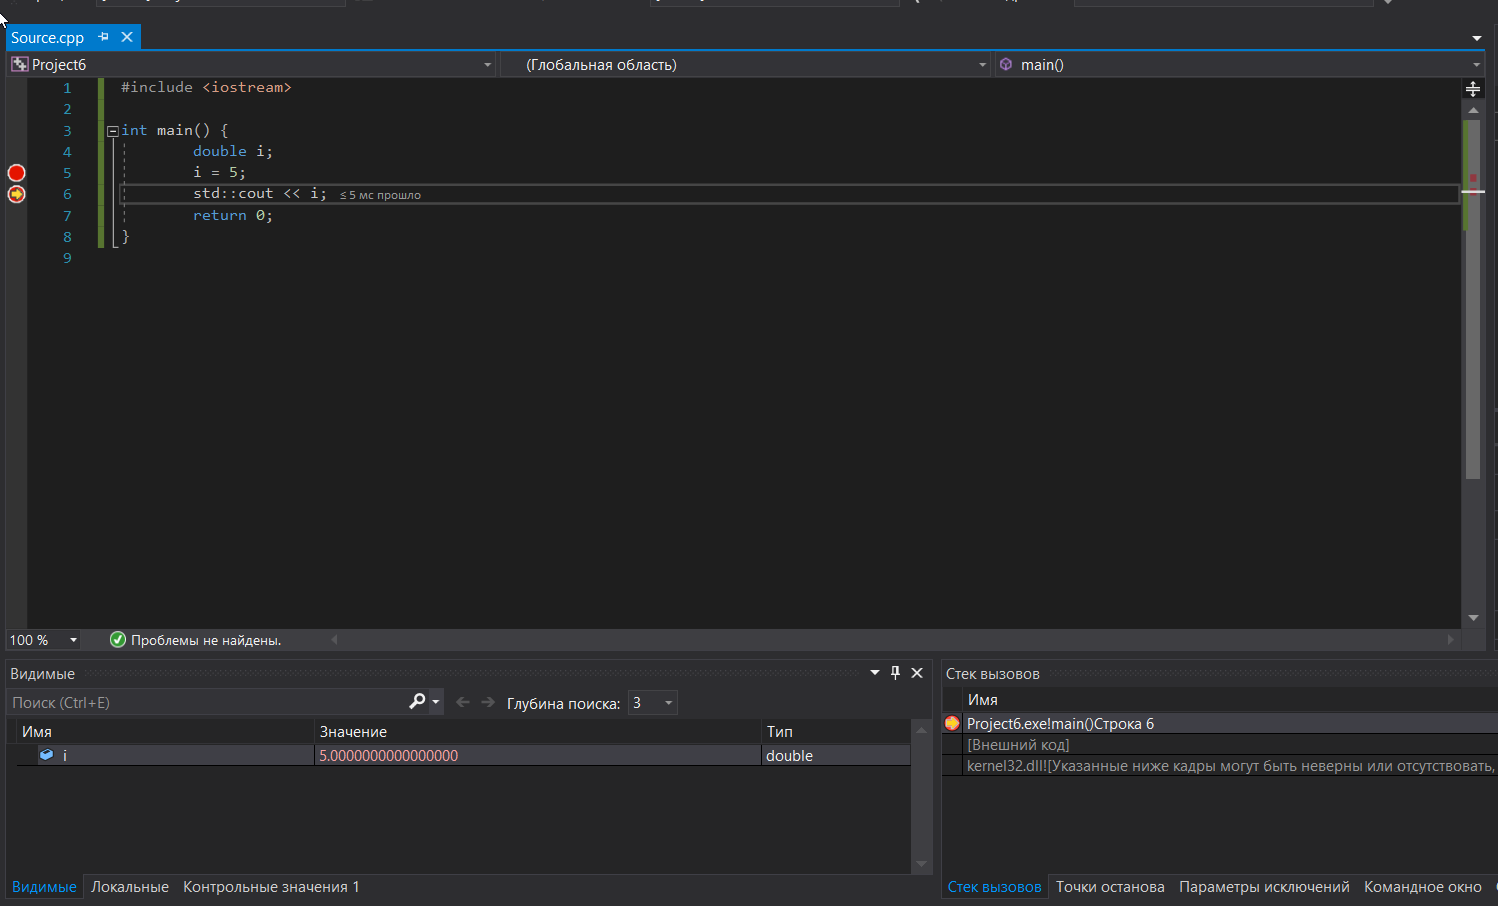 Source.cpp
Project6
(Глобальная область)
main()
1 #include <iostream>
2
3 int main() {
4 double i;
5 i = 5;
6 std::cout << i; ≤ 5 мс прошло
7 return 0;
8 }
9
100 %
Проблемы не найдены.
Видимые
Поиск (Ctrl+E)
Глубина поиска: 3
Имя Значение Тип
i 5.0000000000000000 double
Видимые Локальные Контрольные значения 1
Стек вызовов
Имя
Project6.exe!main()Строка 6
[Внешний код]
kernel32.dll![Указанные ниже кадры могут быть неверны или отсутствовать,
Стек вызовов Точки останова Параметры исключений Командное окно